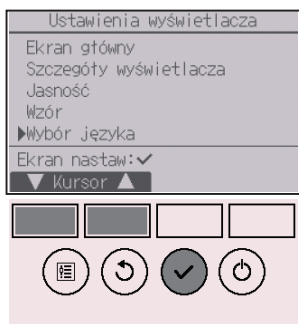 Ustawienia wyświetlacza
Ekran główny
Szczegóły wyświetlacza
Jasność
Wzór
▶Wybór języka
Ekran nastaw:✓
▼ Kursor ▲